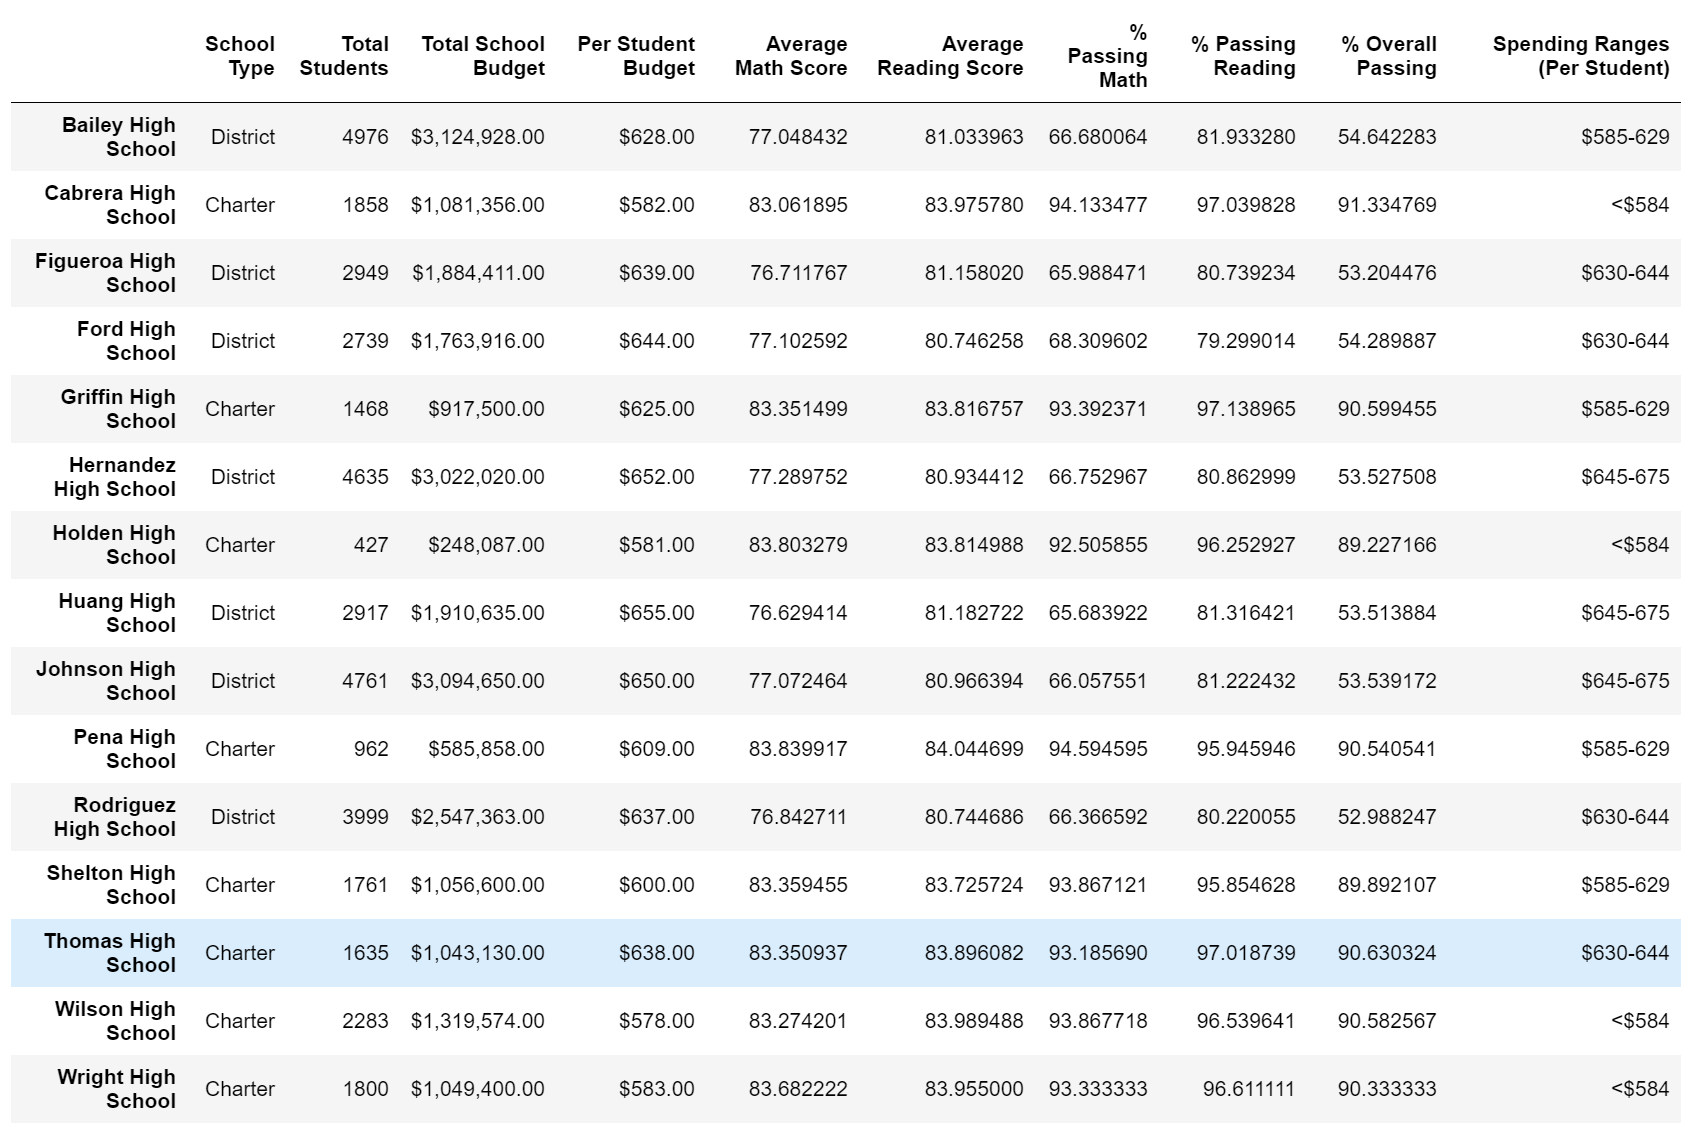 School Type Total Students Total School Budget Per Student Budget Average Math Score Average Reading Score % Passing Math % Passing Reading % Overall Passing Spending Ranges (Per Student)
Bailey High School District 4976 $3,124,928.00 $628.00 77.048432 81.033963 66.680064 81.933280 54.642283 $585-629
Cabrera High School Charter 1858 $1,081,356.00 $582.00 83.061895 83.975780 94.133477 97.039828 91.334769 <$584
Figueroa High School District 2949 $1,884,411.00 $639.00 76.711767 81.158020 65.988471 80.739234 53.204476 $630-644
Ford High School District 2739 $1,763,916.00 $644.00 77.102592 80.746258 68.309602 79.299014 54.289887 $630-644
Griffin High School Charter 1468 $917,500.00 $625.00 83.351499 83.816757 93.392371 97.138965 90.599455 $585-629
Hernandez High School District 4635 $3,022,020.00 $652.00 77.289752 80.934412 66.752967 80.862999 53.527508 $645-675
Holden High School Charter 427 $248,087.00 $581.00 83.803279 83.814988 92.505855 96.252927 89.227166 <$584
Huang High School District 2917 $1,910,635.00 $655.00 76.629414 81.182722 65.683922 81.316421 53.513884 $645-675
Johnson High School District 4761 $3,094,650.00 $650.00 77.072464 80.966394 66.057551 81.222432 53.539172 $645-675
Pena High School Charter 962 $585,858.00 $609.00 83.839917 84.044699 94.594595 95.945946 90.540541 $585-629
Rodriguez High School District 3999 $2,547,363.00 $637.00 76.842711 80.744686 66.366592 80.220055 52.988247 $630-644
Shelton High School Charter 1761 $1,056,600.00 $600.00 83.359455 83.725724 93.867121 95.854628 89.892107 $585-629
Thomas High School Charter 1635 $1,043,130.00 $638.00 83.350937 83.896082 93.185690 97.018739 90.630324 $630-644
Wilson High School Charter 2283 $1,319,574.00 $578.00 83.274201 83.989488 93.867718 96.539641 90.582567 <$584
Wright High School Charter 1800 $1,049,400.00 $583.00 83.682222 83.955000 93.333333 96.611111 90.333333 <$584